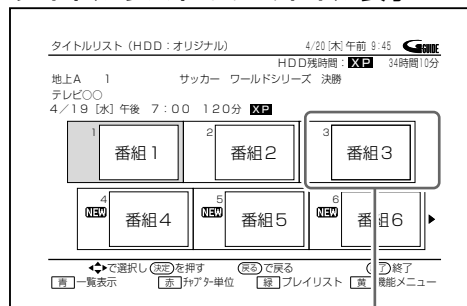 タイトルリスト（HDD：オリジナル） 4/20 [木] 午前 9:45 GGUIDE
HDD残時間： XP 34時間10分
地上A 1 サッカー ワールドシリーズ 決勝
テレビ○○
4／19 [水] 午後 7：00 120分 XP
1 番組1 2 番組2 3 番組3
4 NEW 番組4 5 NEW 番組5 6 NEW 番組6
で選択し 決定 を押す 戻る で戻る 終了
青 一覧表示 赤 チャプター単位 緑 プレイリスト 黄 機能メニュー